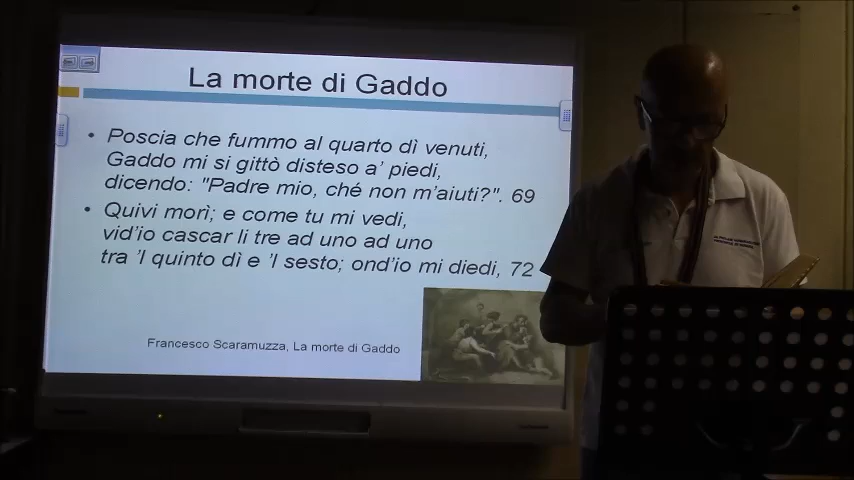 La morte di Gaddo
• Poscia che fummo al quarto dì venuti,
Gaddo mi si gittò disteso a' piedi,
dicendo: "Padre mio, ché non m'aiuti?". 69
• Quivi morì; e come tu mi vedi,
vid'io cascar li tre ad uno ad uno
tra 'l quinto dì e 'l sesto; ond'io mi diedi, 72
Francesco Scaramuzza, La morte di Gaddo